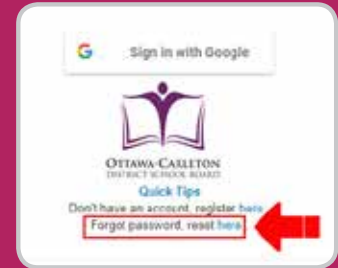 Sign in with Google
OTTAWA-CARLETON
DISTRICT SCHOOL BOARD
Quick Tips
Don't have an account, register here
Forgot password, reset here